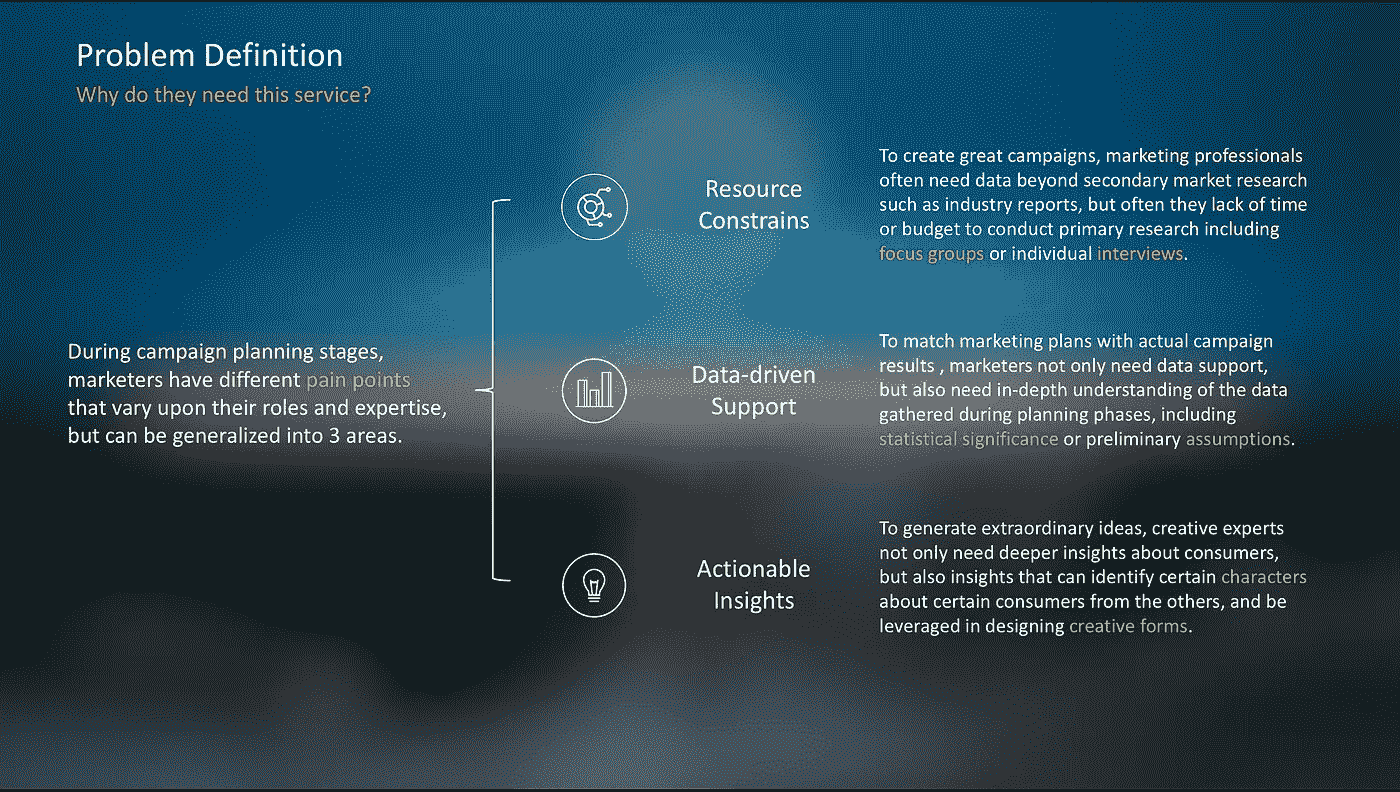 Problem Definition
Why do they need this service?
During campaign planning stages,
marketers have different pain points
that vary upon their roles and expertise,
but can be generalized into 3 areas.
Resource
Constrains
To create great campaigns, marketing professionals
often need data beyond secondary market research
such as industry reports, but often they lack of time
or budget to conduct primary research including
focus groups or individual interviews.
Data-driven
Support
To match marketing plans with actual campaign
results , marketers not only need data support,
but also need in-depth understanding of the data
gathered during planning phases, including
statistical significance or preliminary assumptions.
Actionable
Insights
To generate extraordinary ideas, creative experts
not only need deeper insights about consumers,
but also insights that can identify certain characters
about certain consumers from the others, and be
leveraged in designing creative forms.